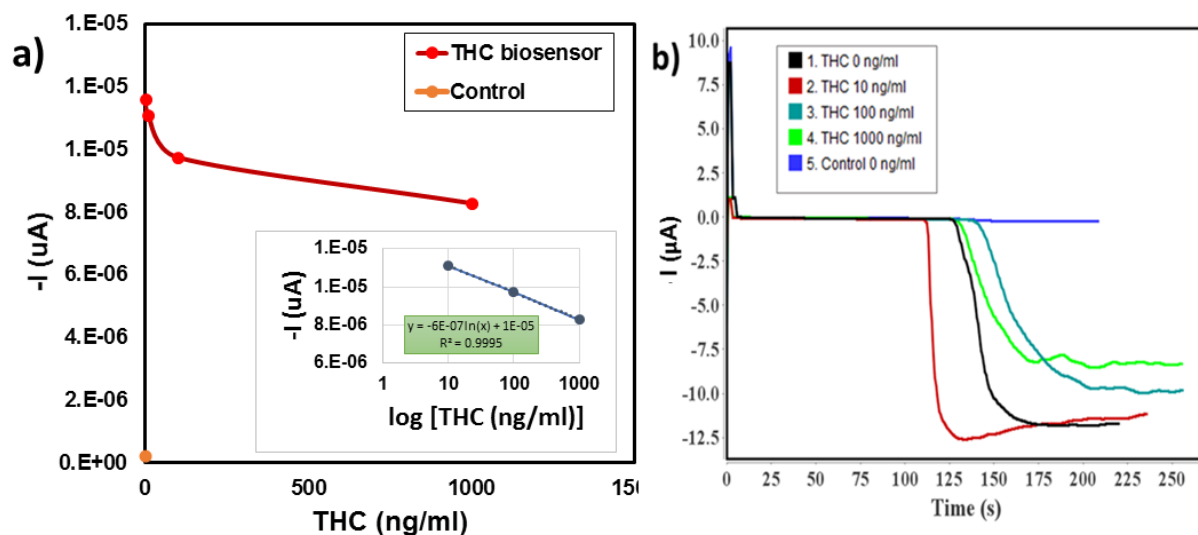 a)
-I (uA)
1.E-05
1.E-05
1.E-05
8.E-06
6.E-06
4.E-06
2.E-06
0.E+00
0
500
1000
150
THC (ng/ml)
THC biosensor
Control
-I (uA)
1.E-05
1.E-05
8.E-06
6.E-06
y = -6E-07ln(x) + 1E-05
R² = 0.9995
1
10
100
1000
log [THC (ng/ml)]
b)
I (µA)
10.0
7.5
5.0
2.5
0.0
-2.5
-5.0
-7.5
-10.0
-12.5
1. THC 0 ng/ml
2. THC 10 ng/ml
3. THC 100 ng/ml
4. THC 1000 ng/ml
5. Control 0 ng/ml
0
25
50
75
100
125
150
175
200
225
250
Time (s)